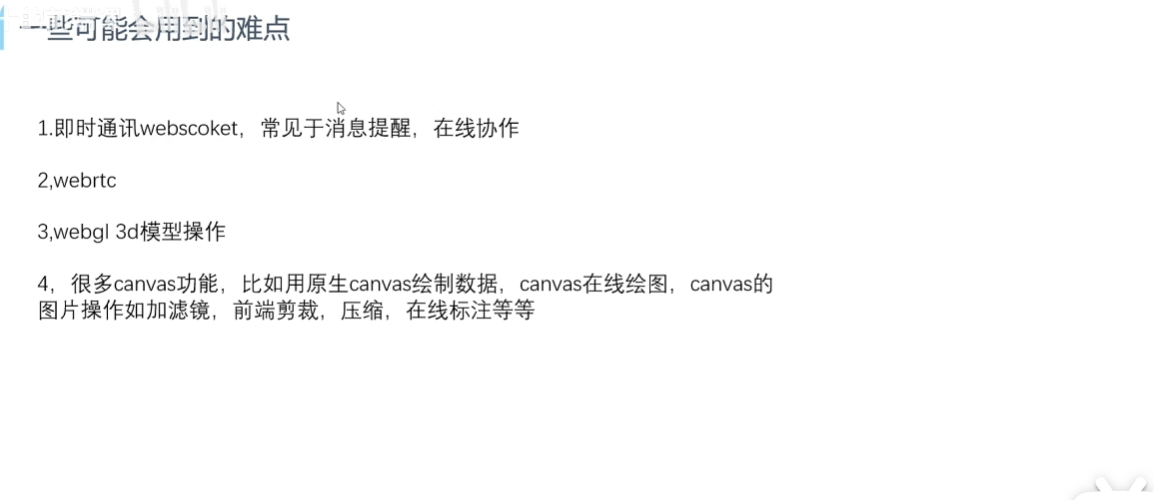 一些可能会用到的难点
1.即时通讯webscoket，常见于消息提醒，在线协作
2,webrtc
3,webgl 3d模型操作
4，很多canvas功能，比如用原生canvas绘制数据，canvas在线绘图，canvas的
图片操作如加滤镜，前端剪裁，压缩，在线标注等等